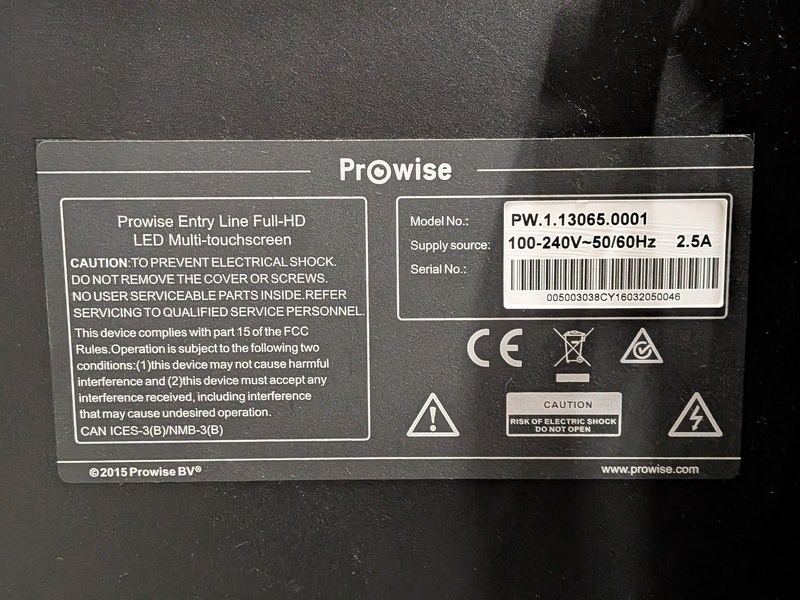 Prowise
Prowise Entry Line Full-HD
LED Multi-touchscreen
CAUTION:TO PREVENT ELECTRICAL SHOCK.
DO NOT REMOVE THE COVER OR SCREWS.
NO USER SERVICEABLE PARTS INSIDE.REFER
SERVICING TO QUALIFIED SERVICE PERSONNEL.
This device complies with part 15 of the FCC
Rules.Operation is subject to the following two
conditions:(1)this device may not cause harmful
interference and (2)this device must accept any
interference received, including interference
that may cause undesired operation.
CAN ICES-3(B)/NMB-3(B)
Model No.: PW.1.13065.0001
Supply source: 100-240V~50/60Hz 2.5A
Serial No.:
005003038CY16032050046
CE
CAUTION
RISK OF ELECTRIC SHOCK
DO NOT OPEN
©2015 Prowise BV®
www.prowise.com